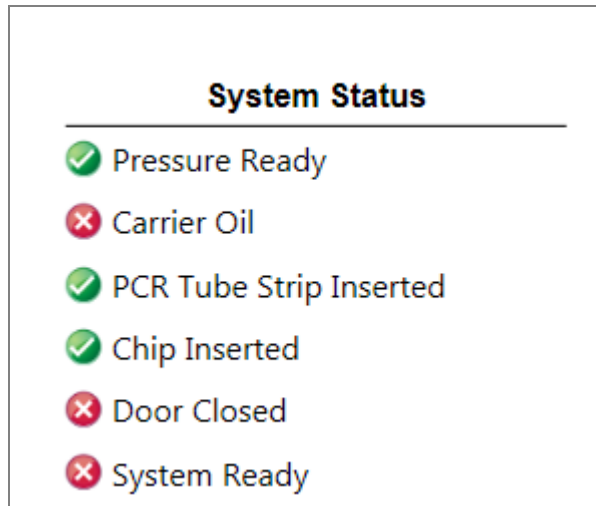 System Status
Pressure Ready
Carrier Oil
PCR Tube Strip Inserted
Chip Inserted
Door Closed
System Ready